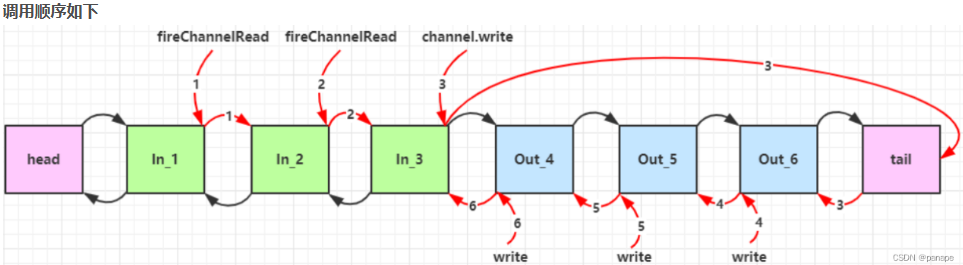 调用顺序如下
fireChannelRead fireChannelRead channel.write
1 2 3 3
1 2
head In_1 In_2 In_3 Out_4 Out_5 Out_6 tail
6 5 4 3
6 5 4
write write write
CSDN @panspe